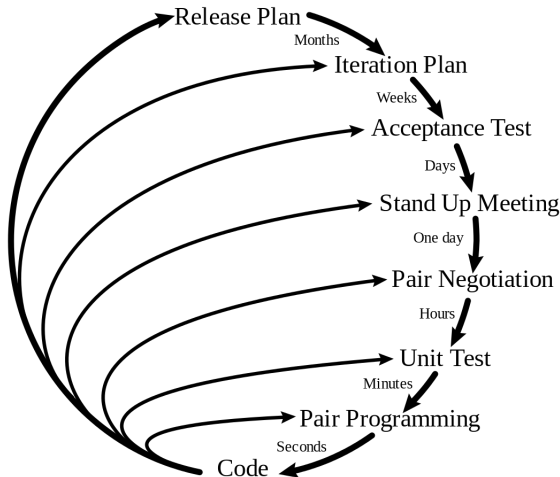 Release Plan
Months
Iteration Plan
Weeks
Acceptance Test
Days
Stand Up Meeting
One day
Pair Negotiation
Hours
Unit Test
Minutes
Pair Programming
Seconds
Code